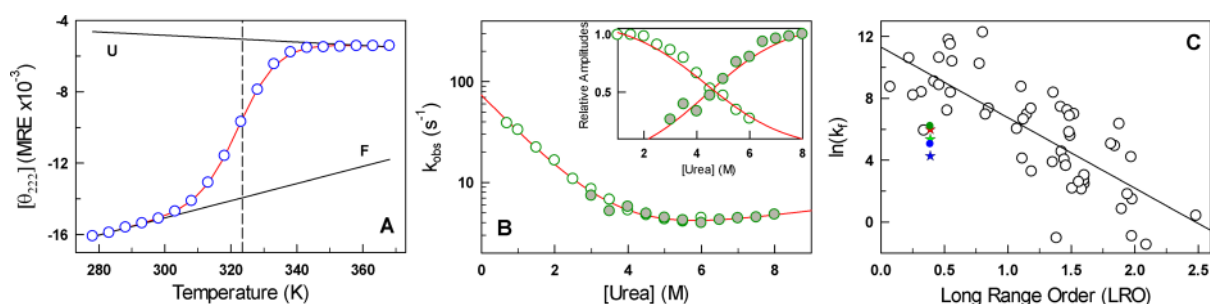 -4
-8
-12
-16
[θ222] (MRE x10-3)
U
F
A
280
300
320
340
360
Temperature (K)
100
10
kobs (s-1)
B
0
2
4
6
8
[Urea] (M)
Relative Amplitudes
1.0
0.5
2
4
6
8
[Urea] (M)
12
8
4
0
ln(kf)
C
0.0
0.5
1.0
1.5
2.0
2.5
Long Range Order (LRO)